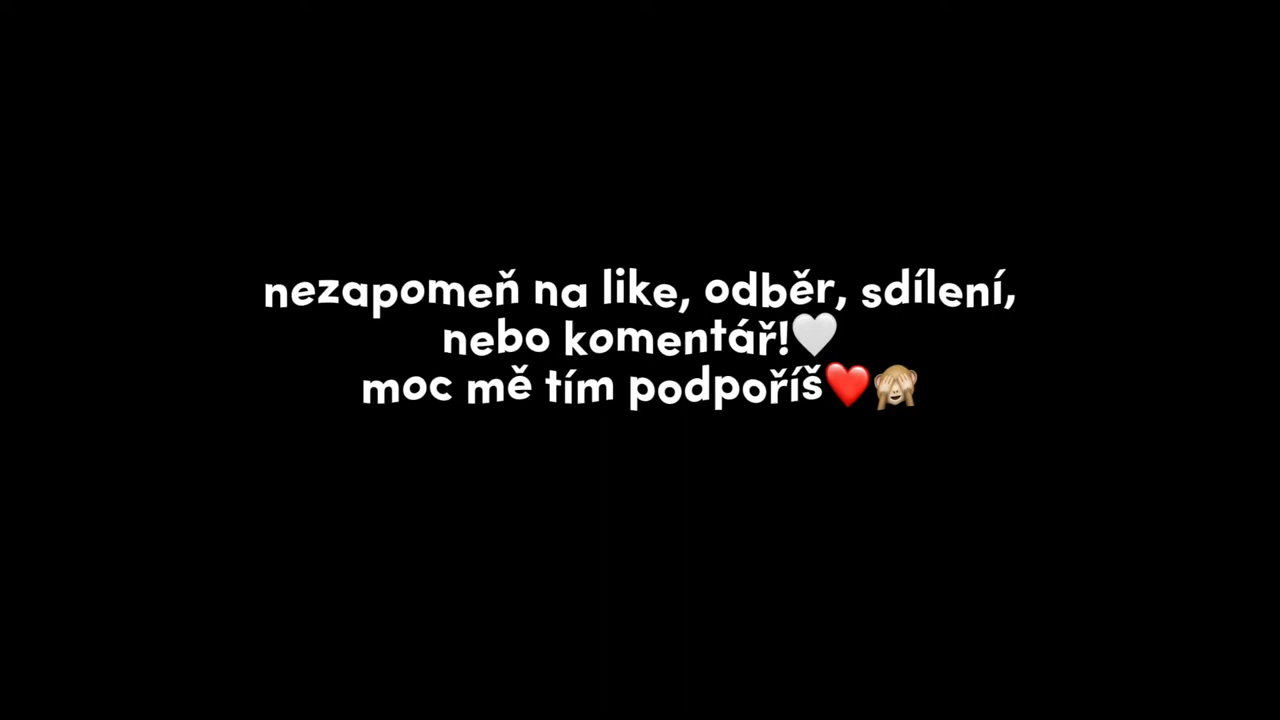 nezapomeň na like, odběr, sdílení,
nebo komentář!🤍
moc mě tím podpoříš❤️🙈